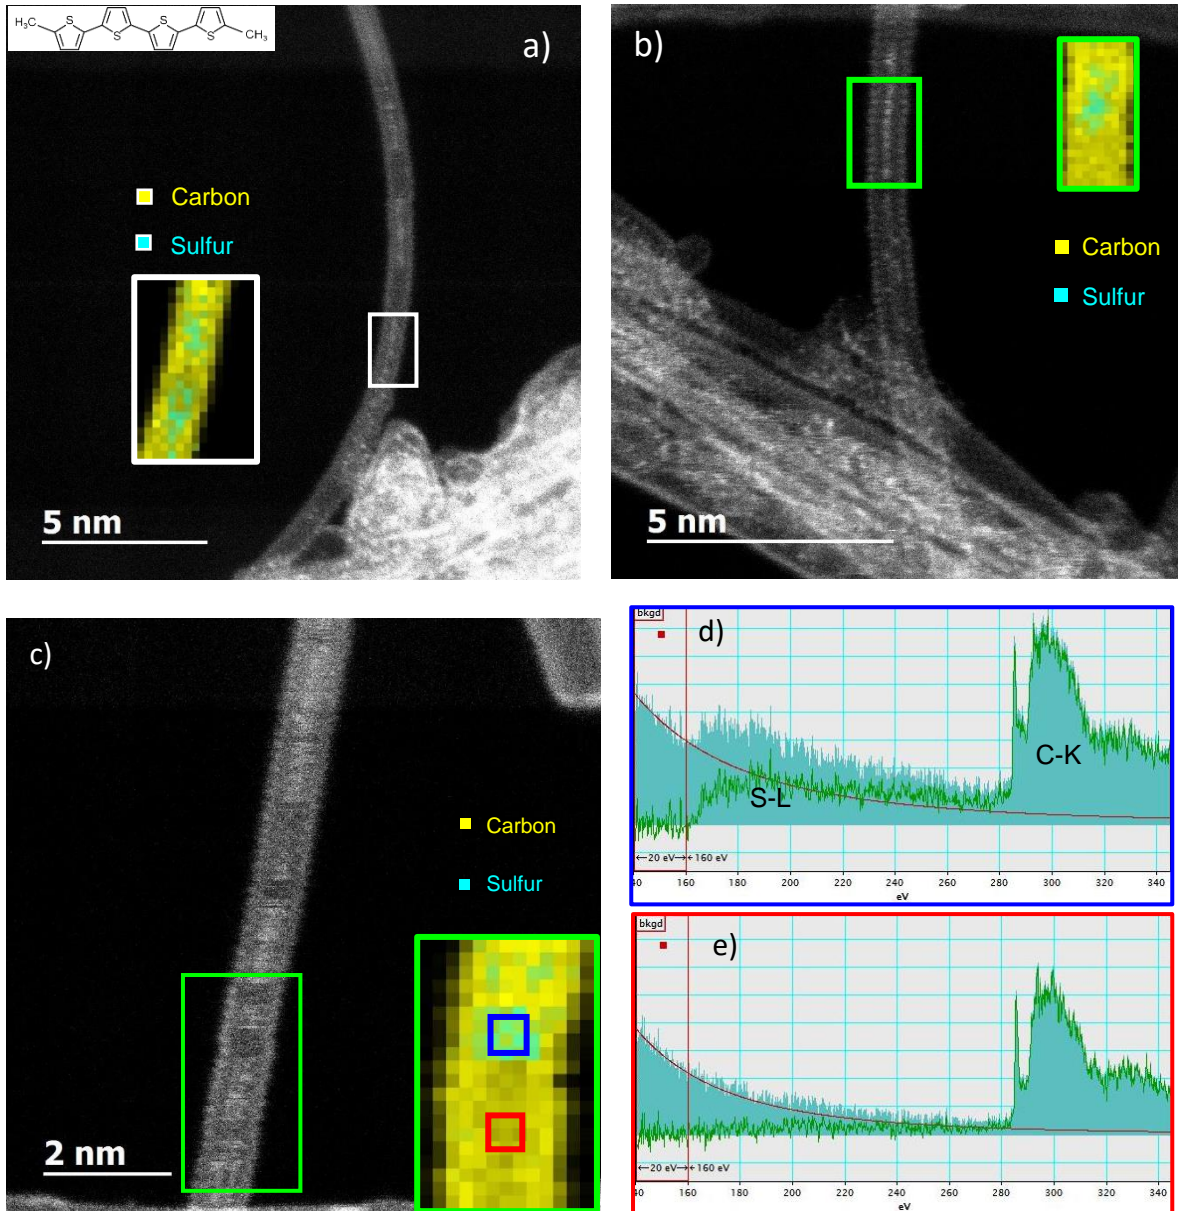 H₃C S S S S CH₃
a)
Carbon
Sulfur
5 nm
b)
Carbon
Sulfur
5 nm
c)
Carbon
Sulfur
2 nm
bkgd
d)
C-K
S-L
←20 eV→ ←160 eV
40 160 180 200 220 240 260 280 300 320 340
eV
bkgd
e)
←20 eV→ ←160 eV
40 160 180 200 220 240 260 280 300 320 340
eV